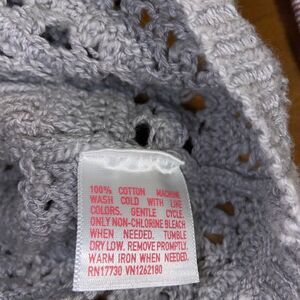 100% COTTON MACHINE
WASH COLD WITH LIKE
COLORS. GENTLE CYCLE.
ONLY NON-CHLORINE BLEACH
WHEN NEEDED. TUMBLE
DRY LOW. REMOVE PROMPTLY.
WARM IRON WHEN NEEDED.
RN17730 VN1262180